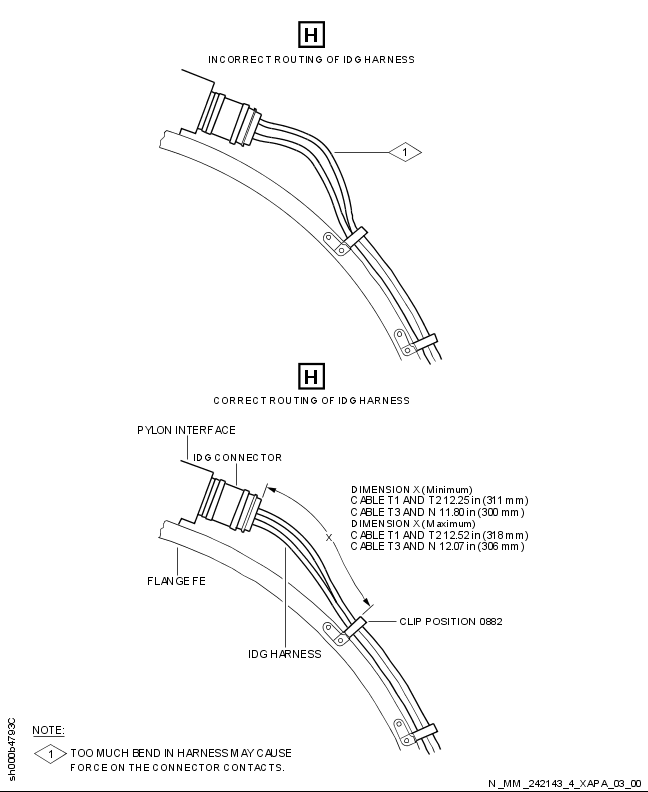 H
INCORRECT ROUTING OF IDG HARNESS
1
H
CORRECT ROUTING OF IDG HARNESS
PYLON INTERFACE
IDG CONNECTOR
DIMENSION X (Minimum)
CABLE T1 AND T2 12.25 in (311 mm)
CABLE T3 AND N 11.80 in (300 mm)
DIMENSION X (Maximum)
CABLE T1 AND T2 12.52 in (318 mm)
CABLE T3 AND N 12.07 in (306 mm)
X
FLANGE FE
CLIP POSITION 0882
IDG HARNESS
NOTE:
1 TOO MUCH BEND IN HARNESS MAY CAUSE
FORCE ON THE CONNECTOR CONTACTS.
sh000b4793C
N_MM_242143_4_XAPA_03_00